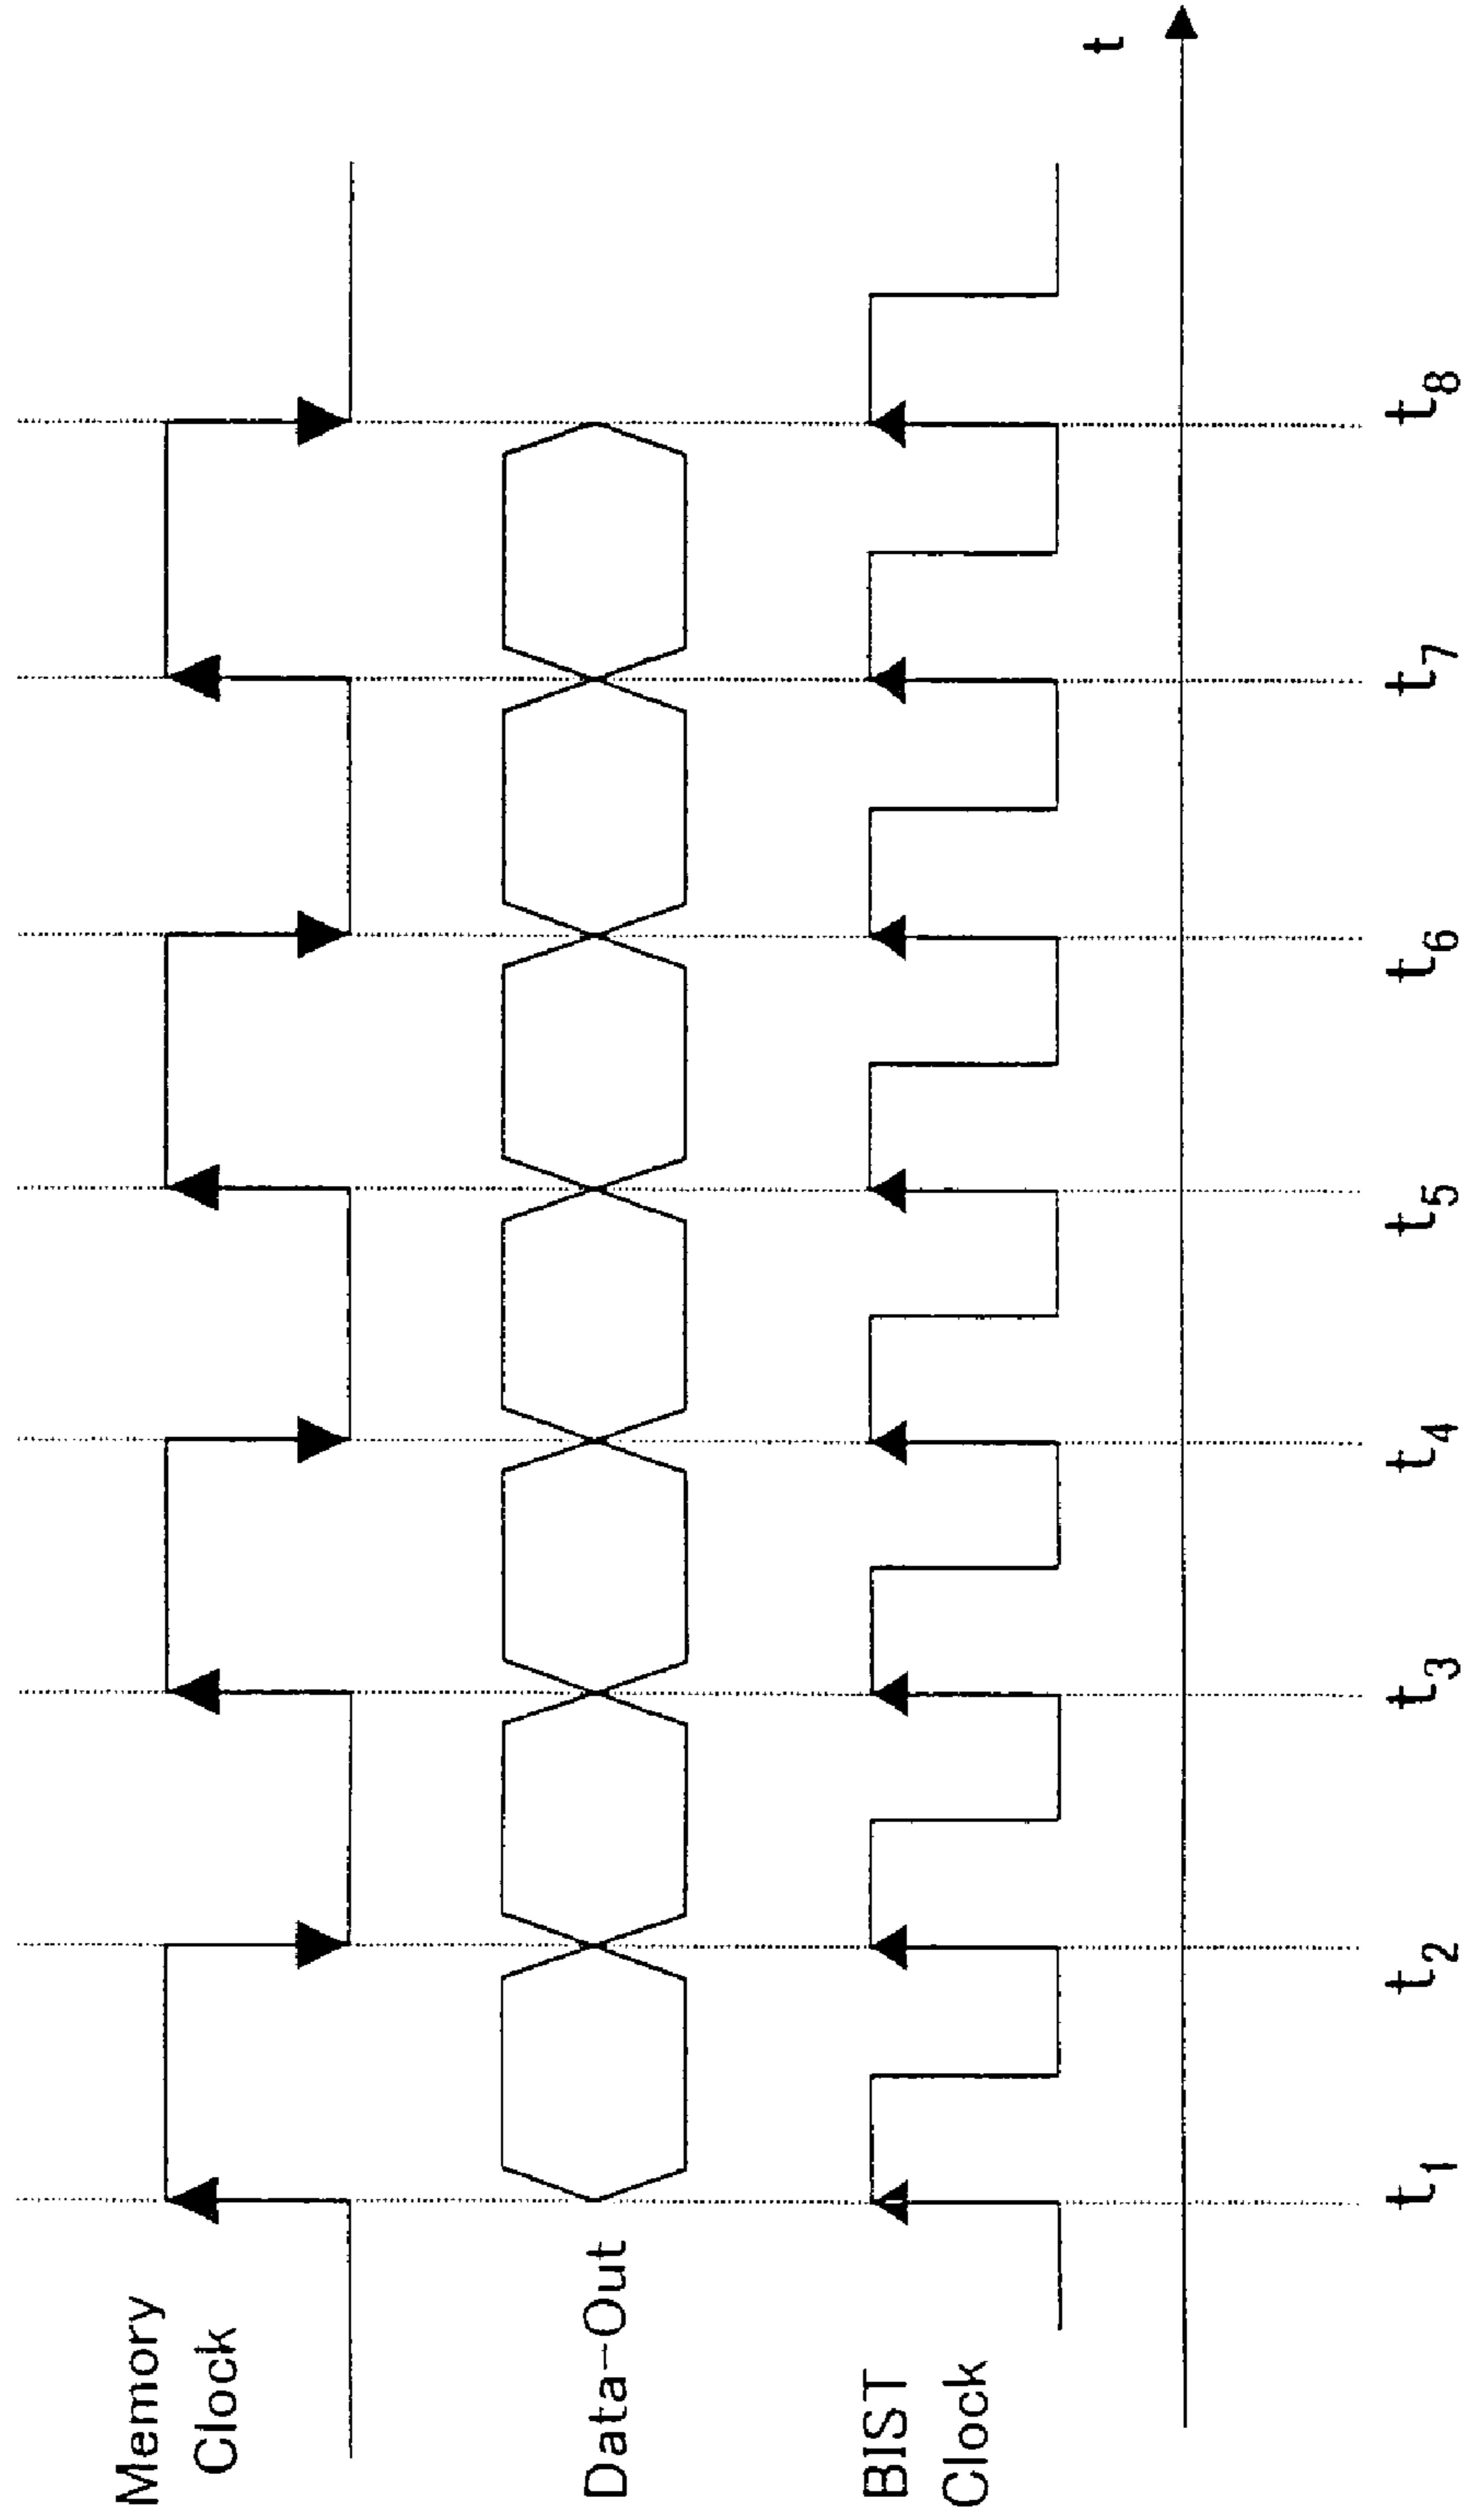 Memory
Clock
Data-Out
BIST
Clock
t
t1 t2 t3 t4 t5 t6 t7 t8